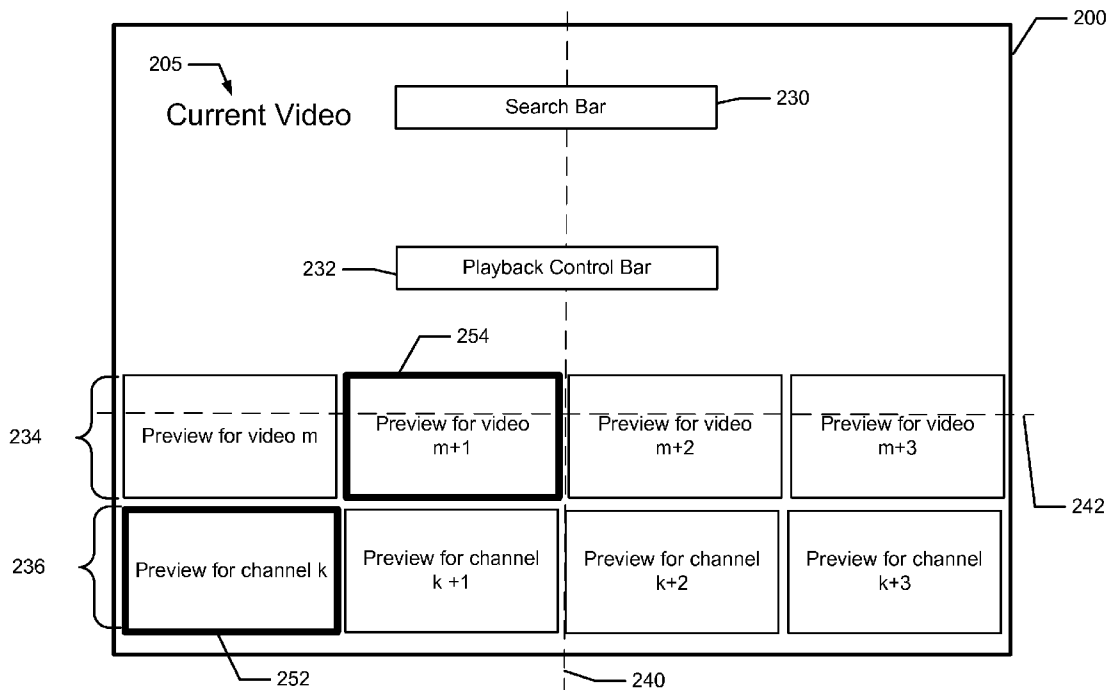 200
205
Current Video
Search Bar
230
232
Playback Control Bar
254
234
Preview for video m
Preview for video
m+1
Preview for video
m+2
Preview for video
m+3
242
236
Preview for channel k
Preview for channel
k +1
Preview for channel
k+2
Preview for channel
k+3
252
240